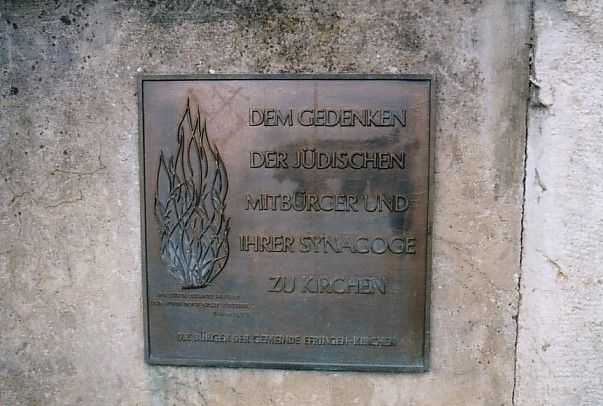 DEM GEDENKEN
DER JÜDISCHEN
MITBÜRGER UND
IHRER SYNAGOGE
ZU KIRCHEN
DIE BÜRGER DER GEMEINDE EFRINGEN-KIRCHEN